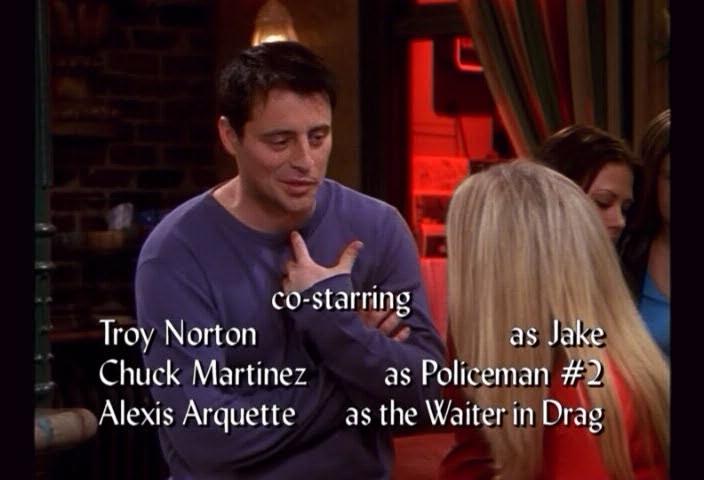 co-starring
Troy Norton as Jake
Chuck Martinez as Policeman #2
Alexis Arquette as the Waiter in Drag